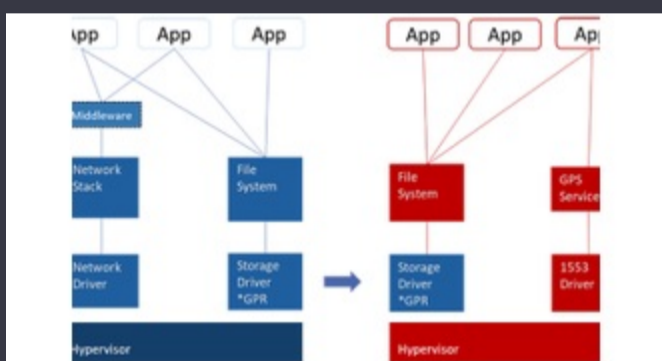 App App App
Middleware
Network
Stack
File
System
Network
Driver
Storage
Driver
*GPR
Hypervisor
App App App
File
System
GPS
Service
Storage
Driver
*GPR
1553
Driver
Hypervisor